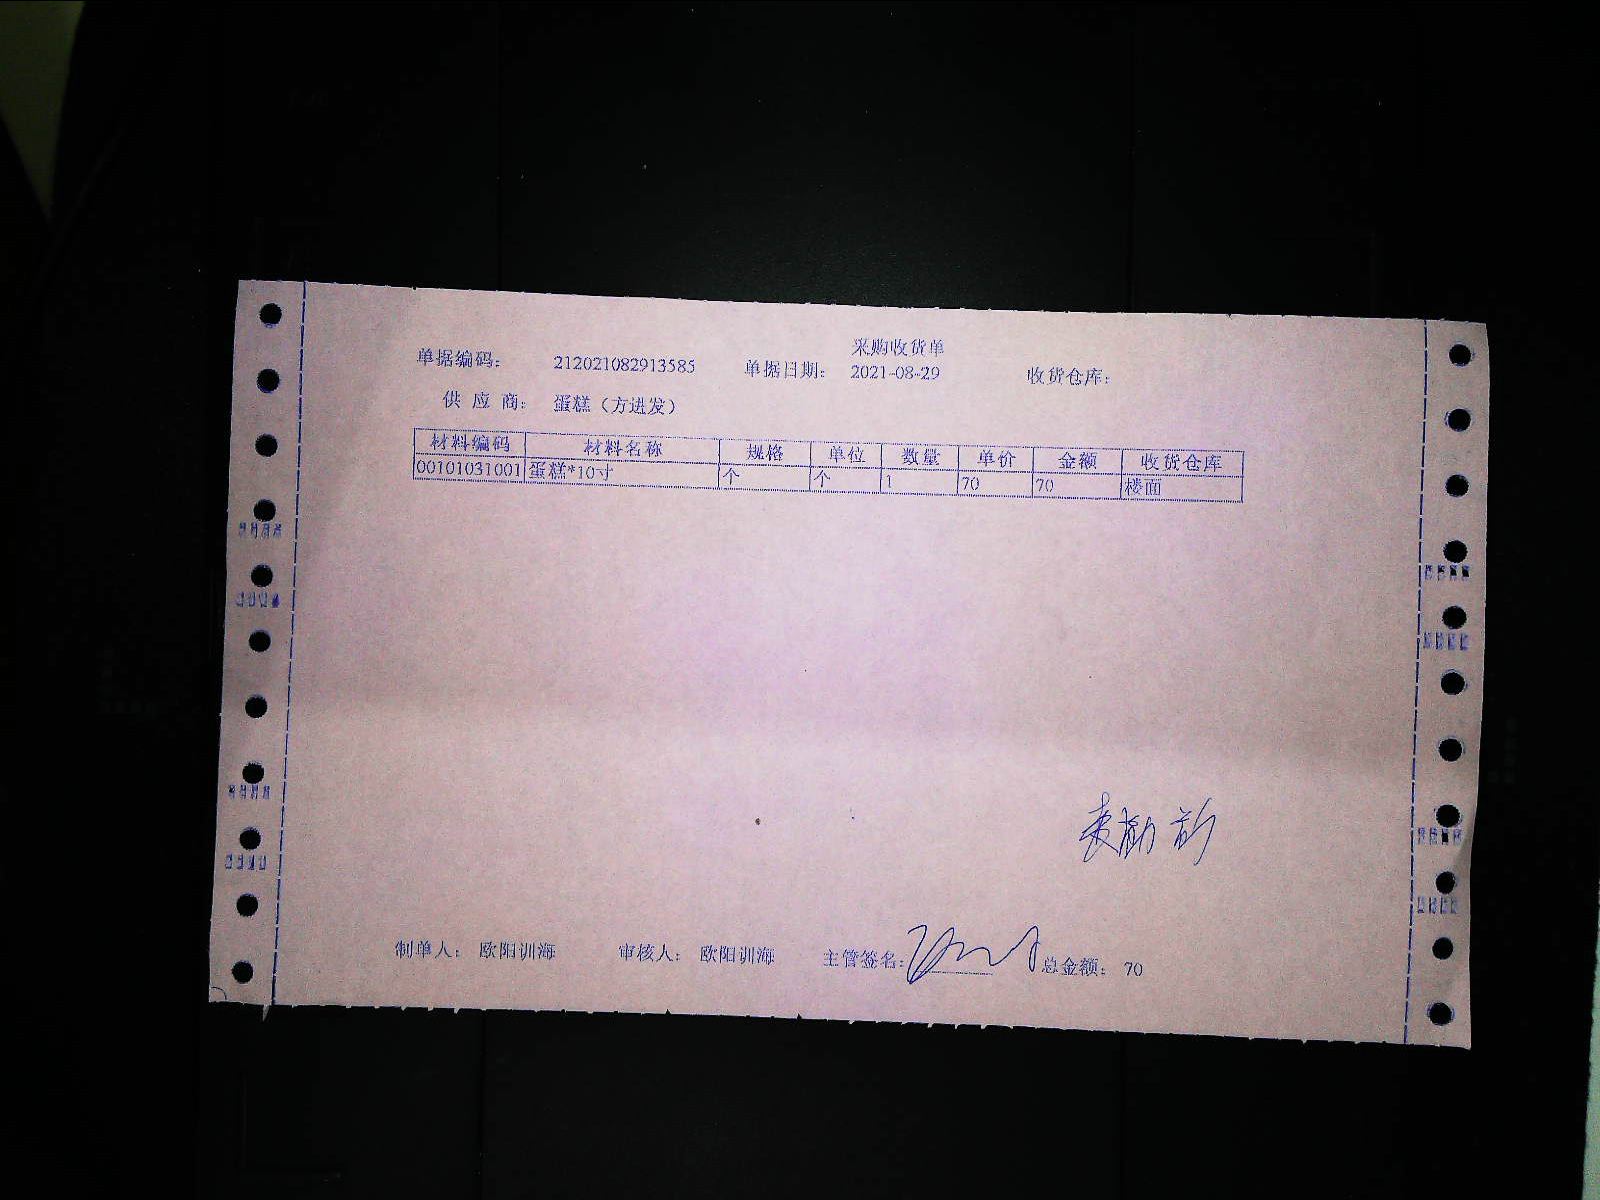 采购收货单
单据编码： 212021082913585 单据日期： 2021-08-29 收货仓库：
供 应 商： 蛋糕（方进发）
材料编码 材料名称 规格 单位 数量 单价 金额 收货仓库
00101031001 蛋糕*10寸 个 个 1 70 70 楼面
制单人： 欧阳训海 审核人： 欧阳训海 主管签名： 总金额： 70